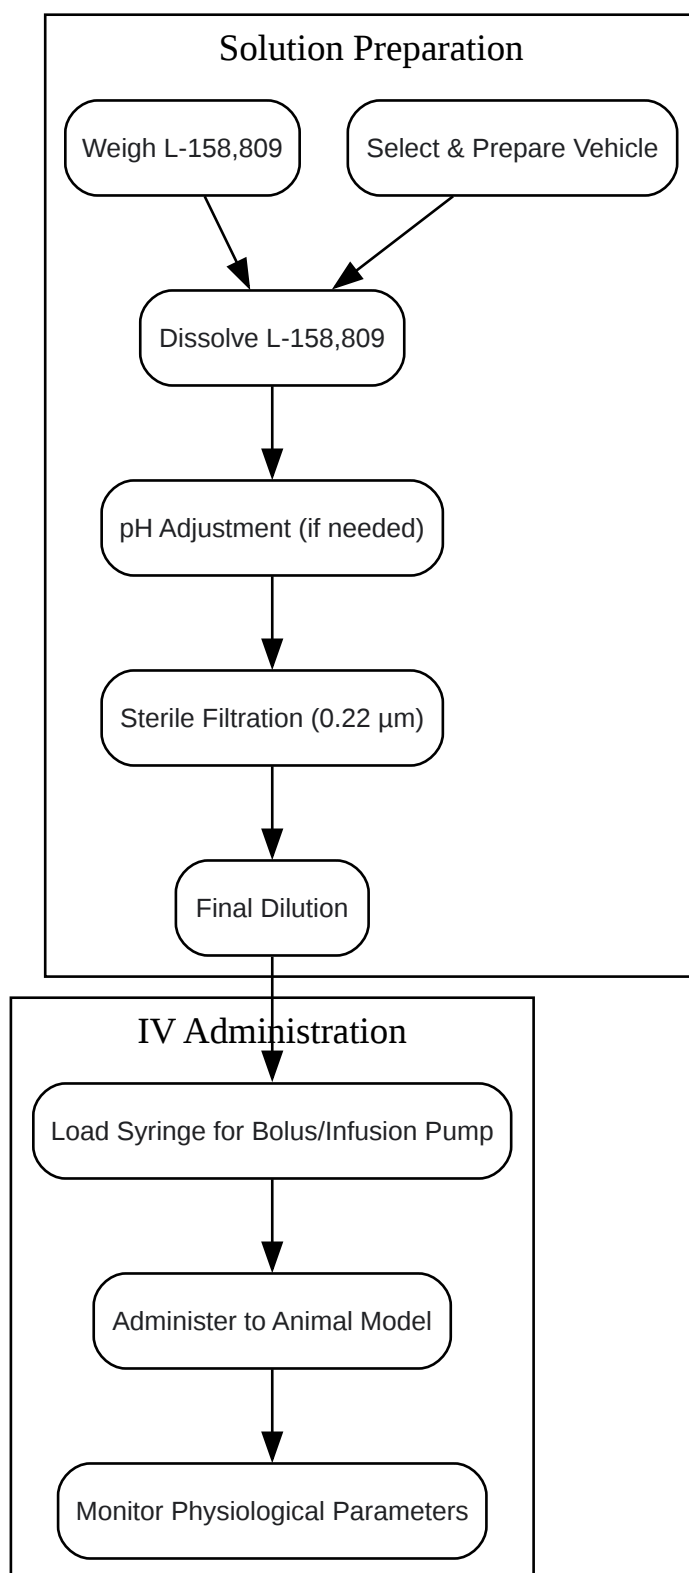 Solution Preparation
Weigh L-158,809
Select & Prepare Vehicle
Dissolve L-158,809
pH Adjustment (if needed)
Sterile Filtration (0.22 µm)
Final Dilution
IV Administration
Load Syringe for Bolus/Infusion Pump
Administer to Animal Model
Monitor Physiological Parameters